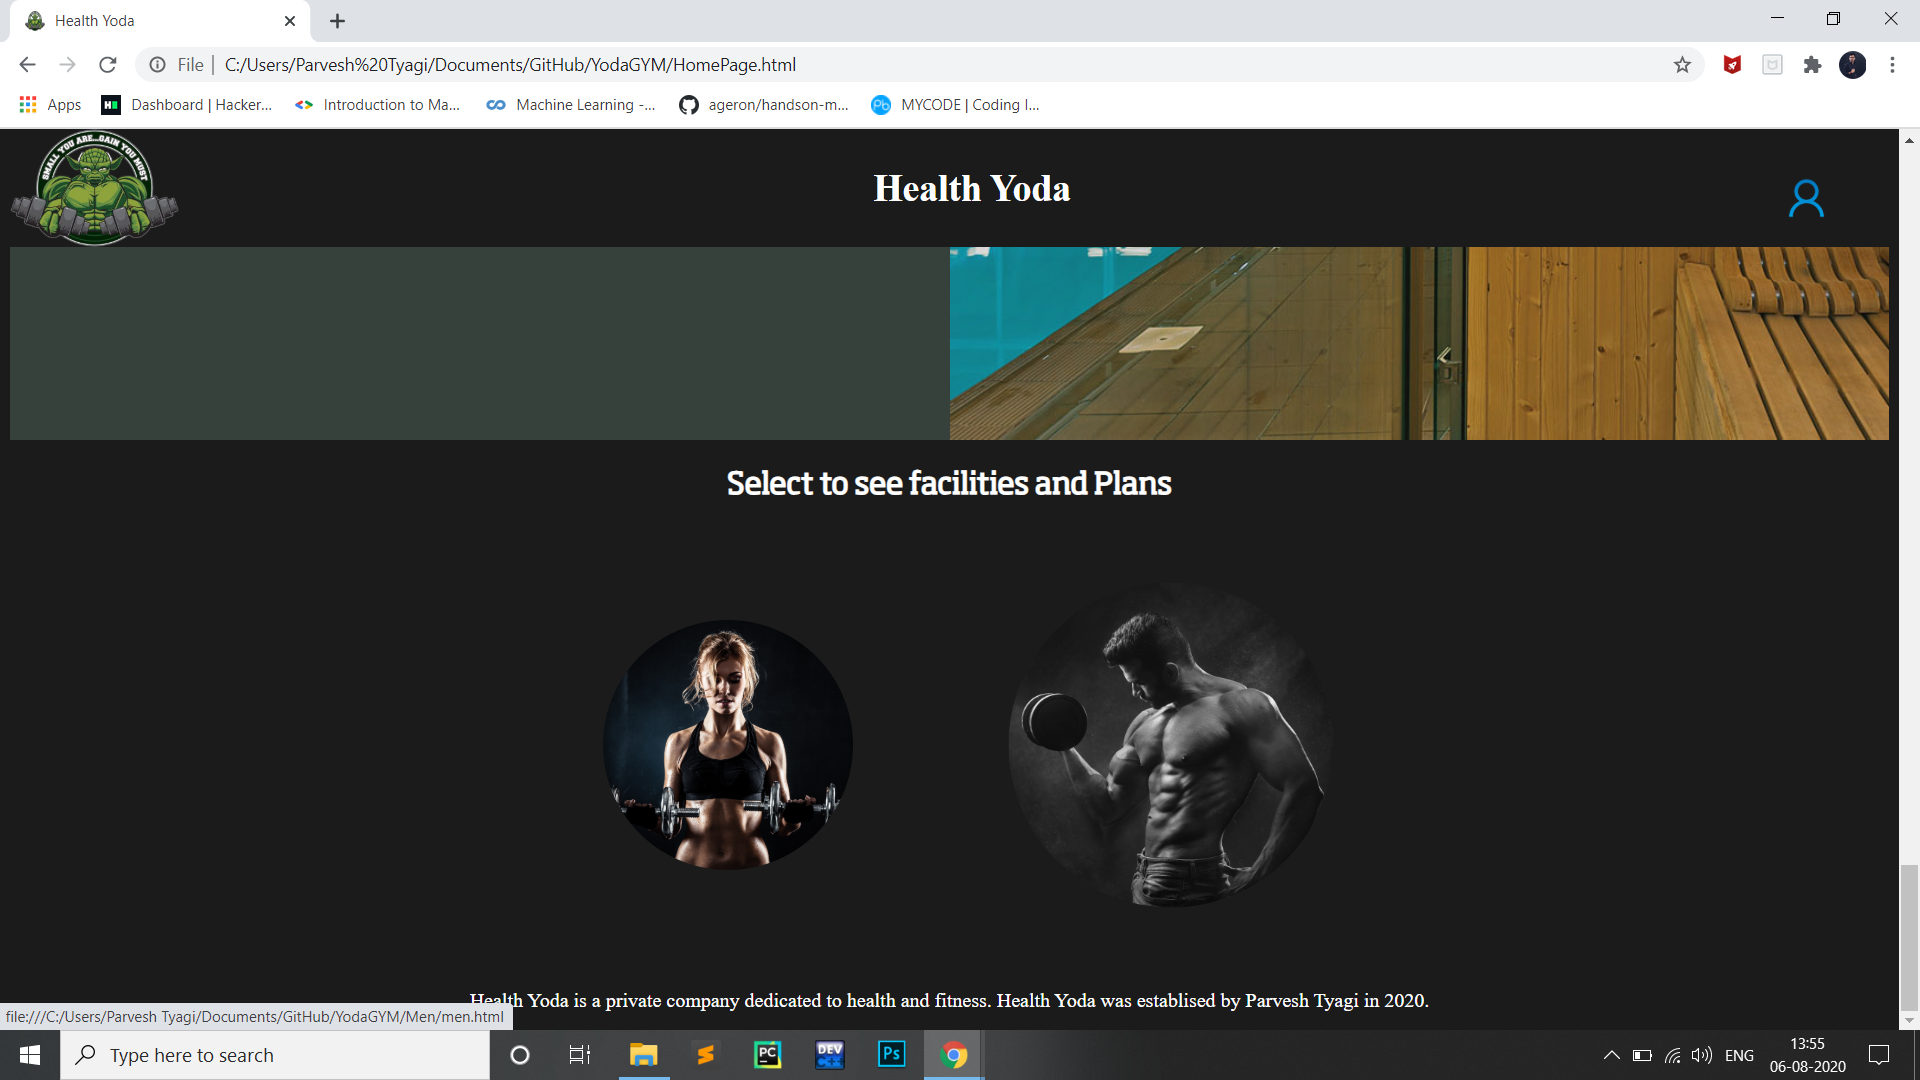 Health Yoda
File
C:/Users/Parvesh%20Tyagi/Documents/GitHub/YodaGYM/HomePage.html
Apps
Dashboard | Hacker...
Introduction to Ma...
Machine Learning -...
ageron/handson-m...
MYCODE | Coding I...
SMALL YOU ARE...GAIN YOU MUST
Health Yoda
Select to see facilities and Plans
Health Yoda is a private company dedicated to health and fitness. Health Yoda was establised by Parvesh Tyagi in 2020.
file:///C:/Users/Parvesh Tyagi/Documents/GitHub/YodaGYM/Men/men.html
Type here to search
PC
DEV
C++
Ps
ENG
13:55
06-08-2020